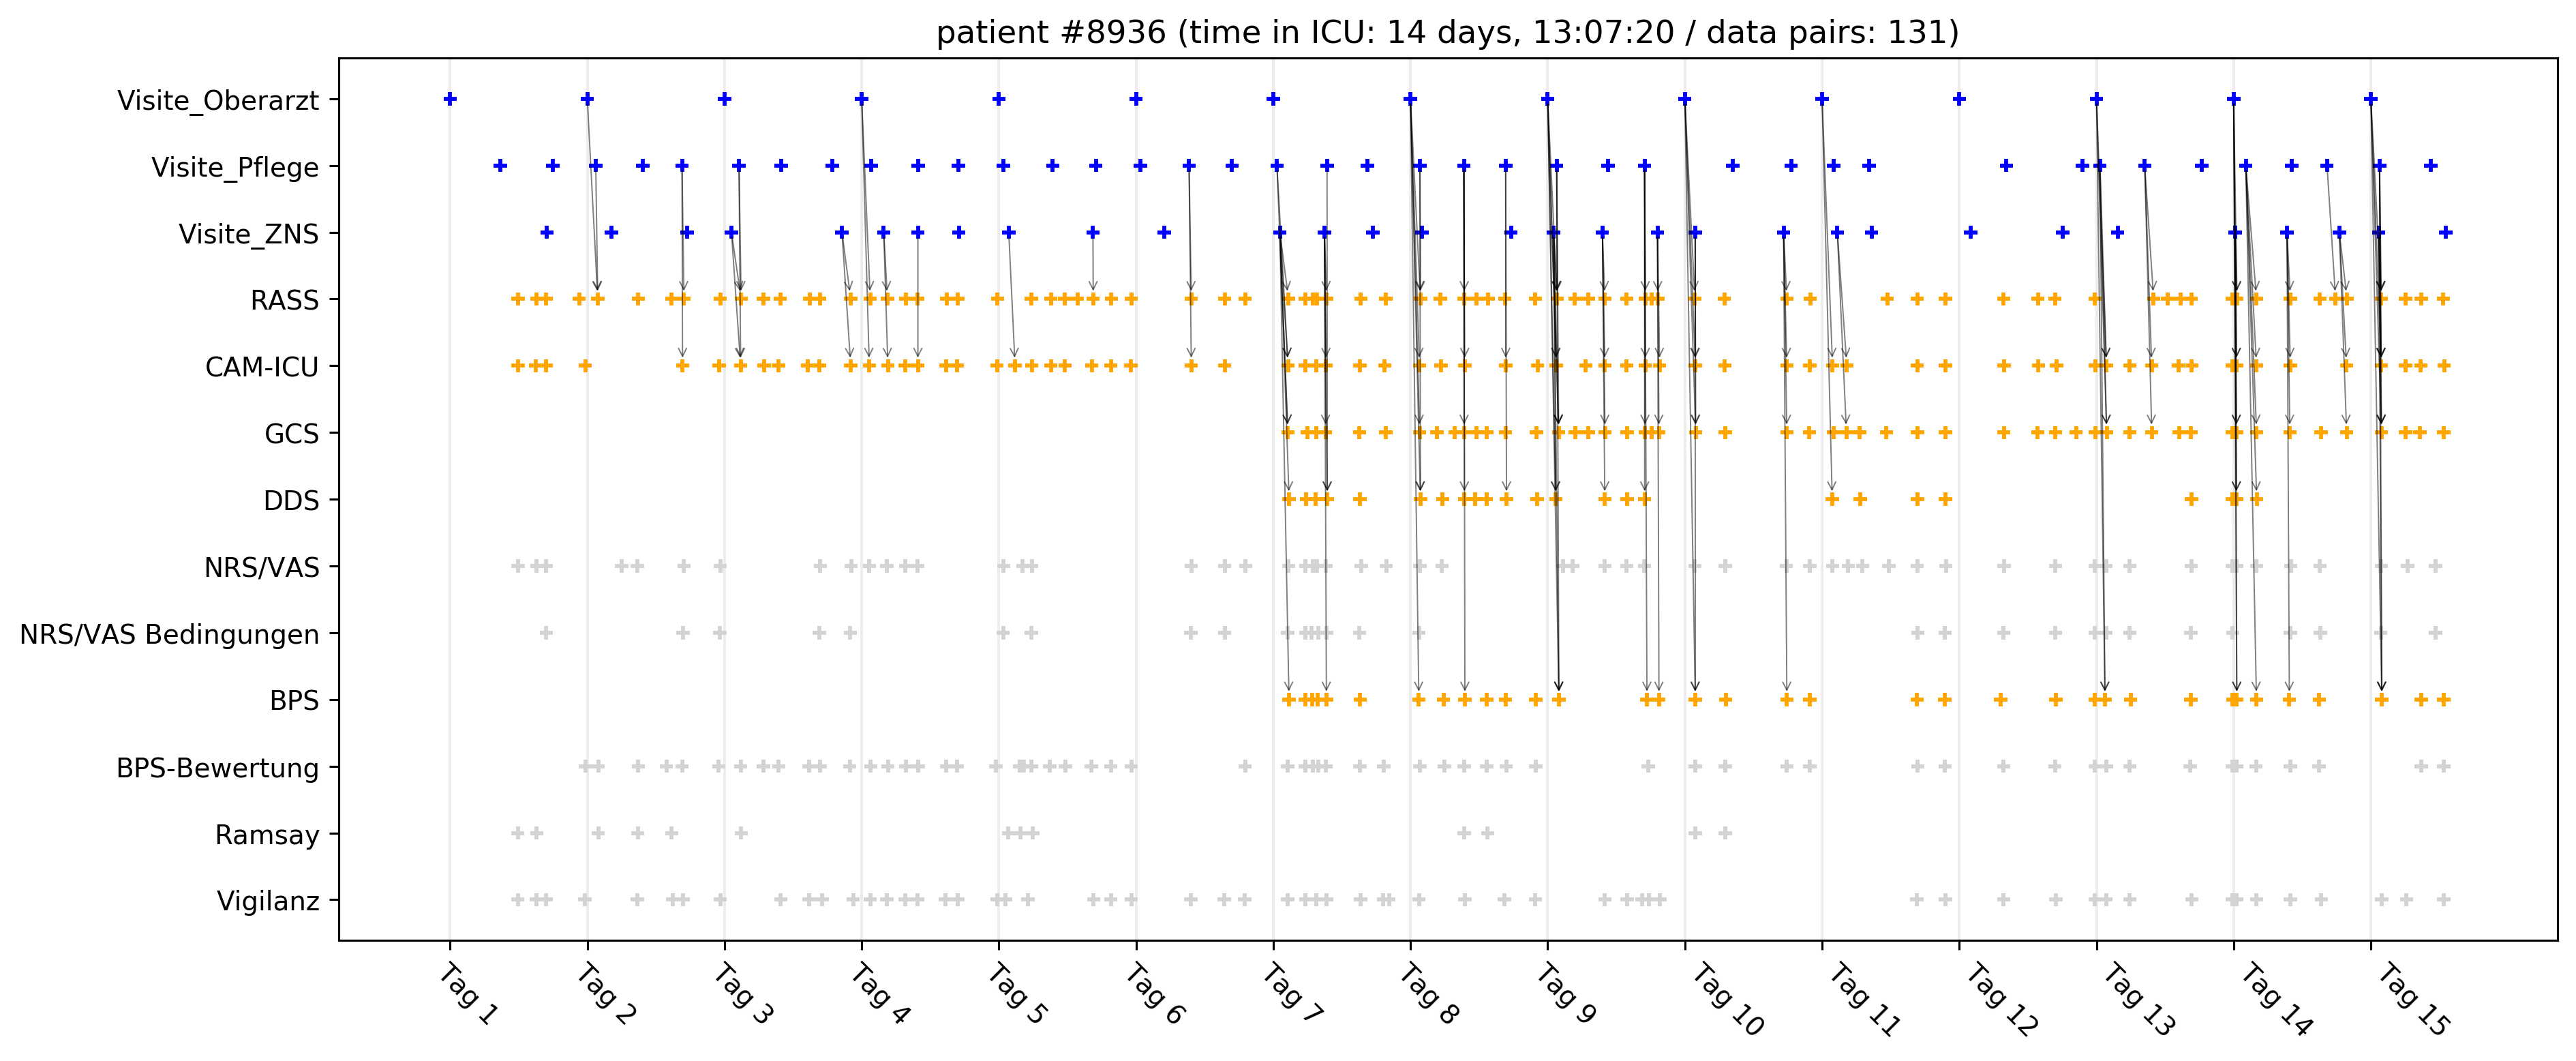 patient #8936 (time in ICU: 14 days, 13:07:20 / data pairs: 131)
Visite_Oberarzt
Visite_Pflege
Visite_ZNS
RASS
CAM-ICU
GCS
DDS
NRS/VAS
NRS/VAS Bedingungen
BPS
BPS-Bewertung
Ramsay
Vigilanz
Tag 1
Tag 2
Tag 3
Tag 4
Tag 5
Tag 6
Tag 7
Tag 8
Tag 9
Tag 10
Tag 11
Tag 12
Tag 13
Tag 14
Tag 15